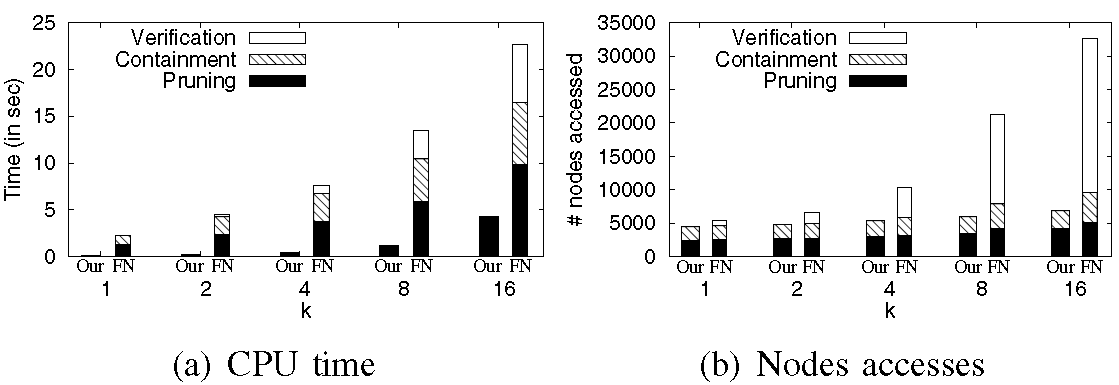 25
20
15
10
5
0
Time (in sec)
Verification
Containment
Pruning
Our FN Our FN Our FN Our FN Our FN
1 2 4 8 16
k
(a) CPU time
35000
30000
25000
20000
15000
10000
5000
0
# nodes accessed
Verification
Containment
Pruning
Our FN Our FN Our FN Our FN Our FN
1 2 4 8 16
k
(b) Nodes accesses